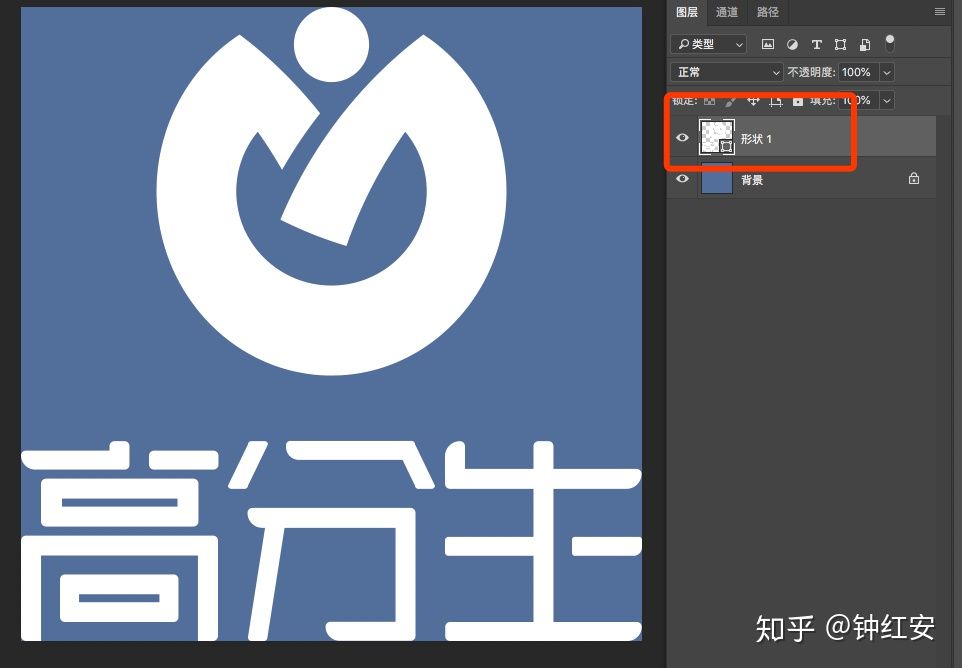 图层 通道 路径
类型
正常 不透明度: 100%
锁定: 填充: 100%
形状 1
背景
高分生
知乎 @钟红安